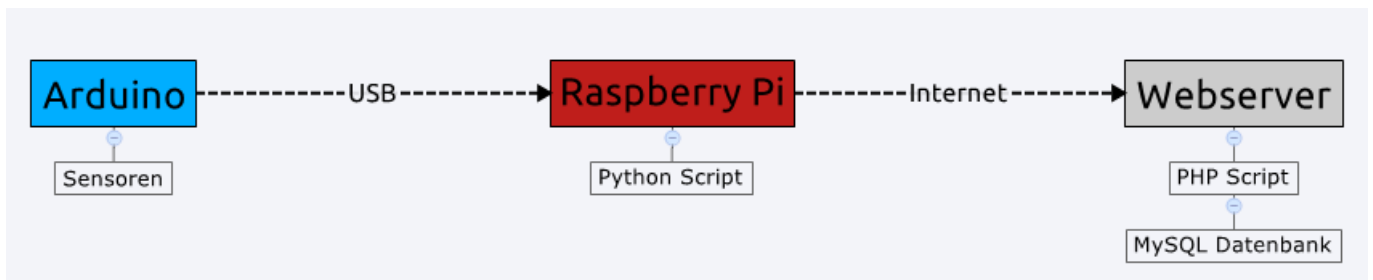 Arduino
USB
Raspberry Pi
Internet
Webserver
Sensoren
Python Script
PHP Script
MySQL Datenbank